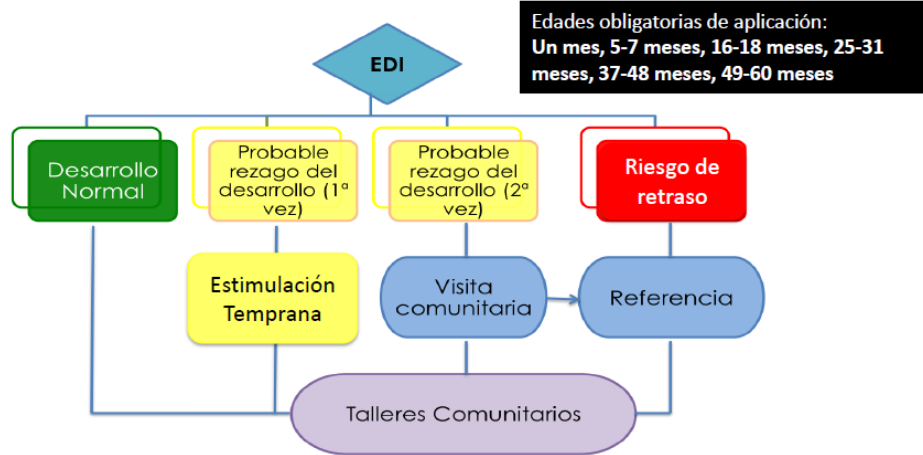 EDI
Edades obligatorias de aplicación:
Un mes, 5-7 meses, 16-18 meses, 25-31
meses, 37-48 meses, 49-60 meses
Desarrollo
Normal
Probable
rezago del
desarrollo (1ª
vez)
Probable
rezago del
desarrollo (2ª
vez)
Riesgo de
retraso
Estimulación
Temprana
Visita
comunitaria
Referencia
Talleres Comunitarios